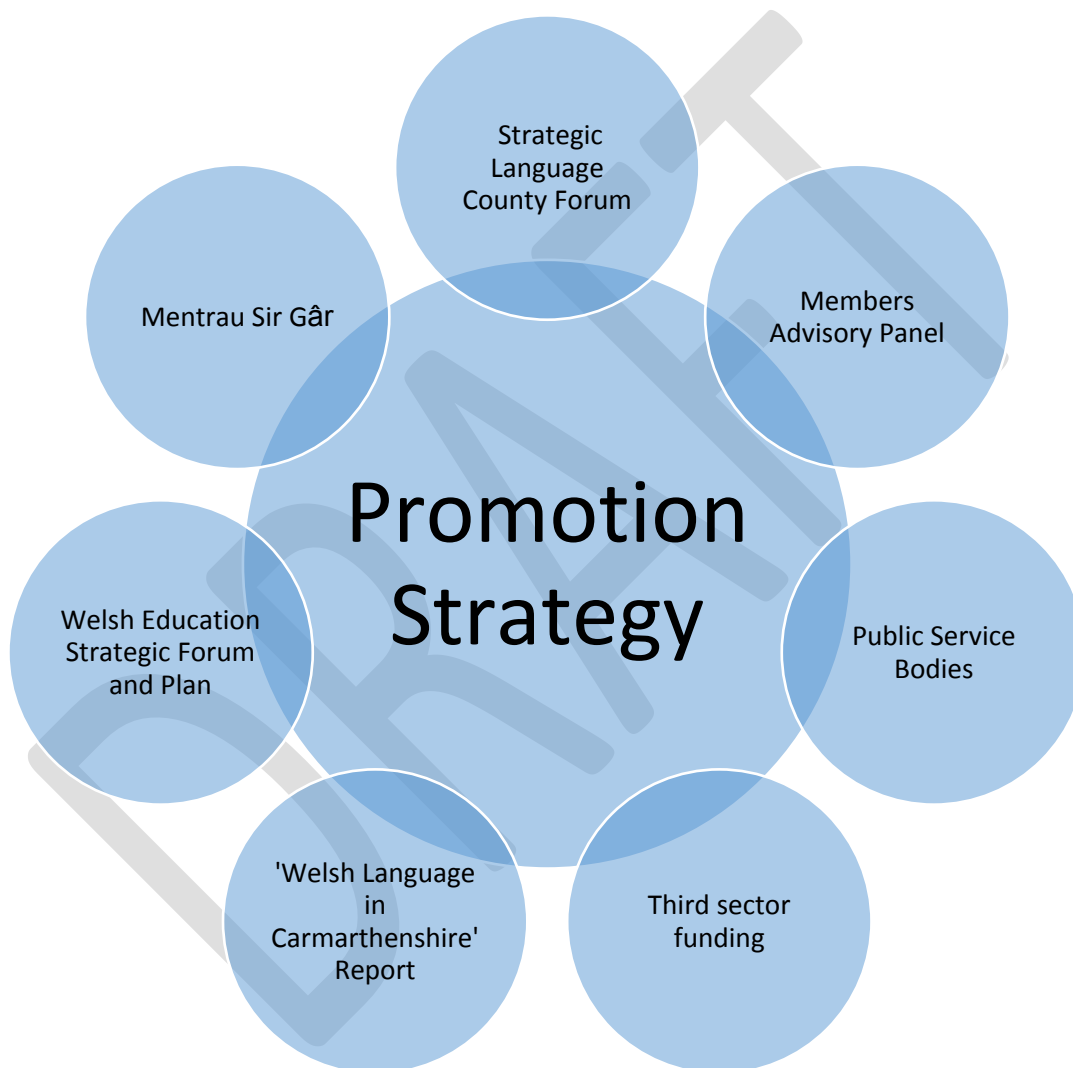 Strategic
Language
County Forum
Members
Advisory Panel
Public Service
Bodies
Third sector
funding
'Welsh Language
in
Carmarthenshire'
Report
Welsh Education
Strategic Forum
and Plan
Mentrau Sir Gâr
Promotion
Strategy
DRAFT